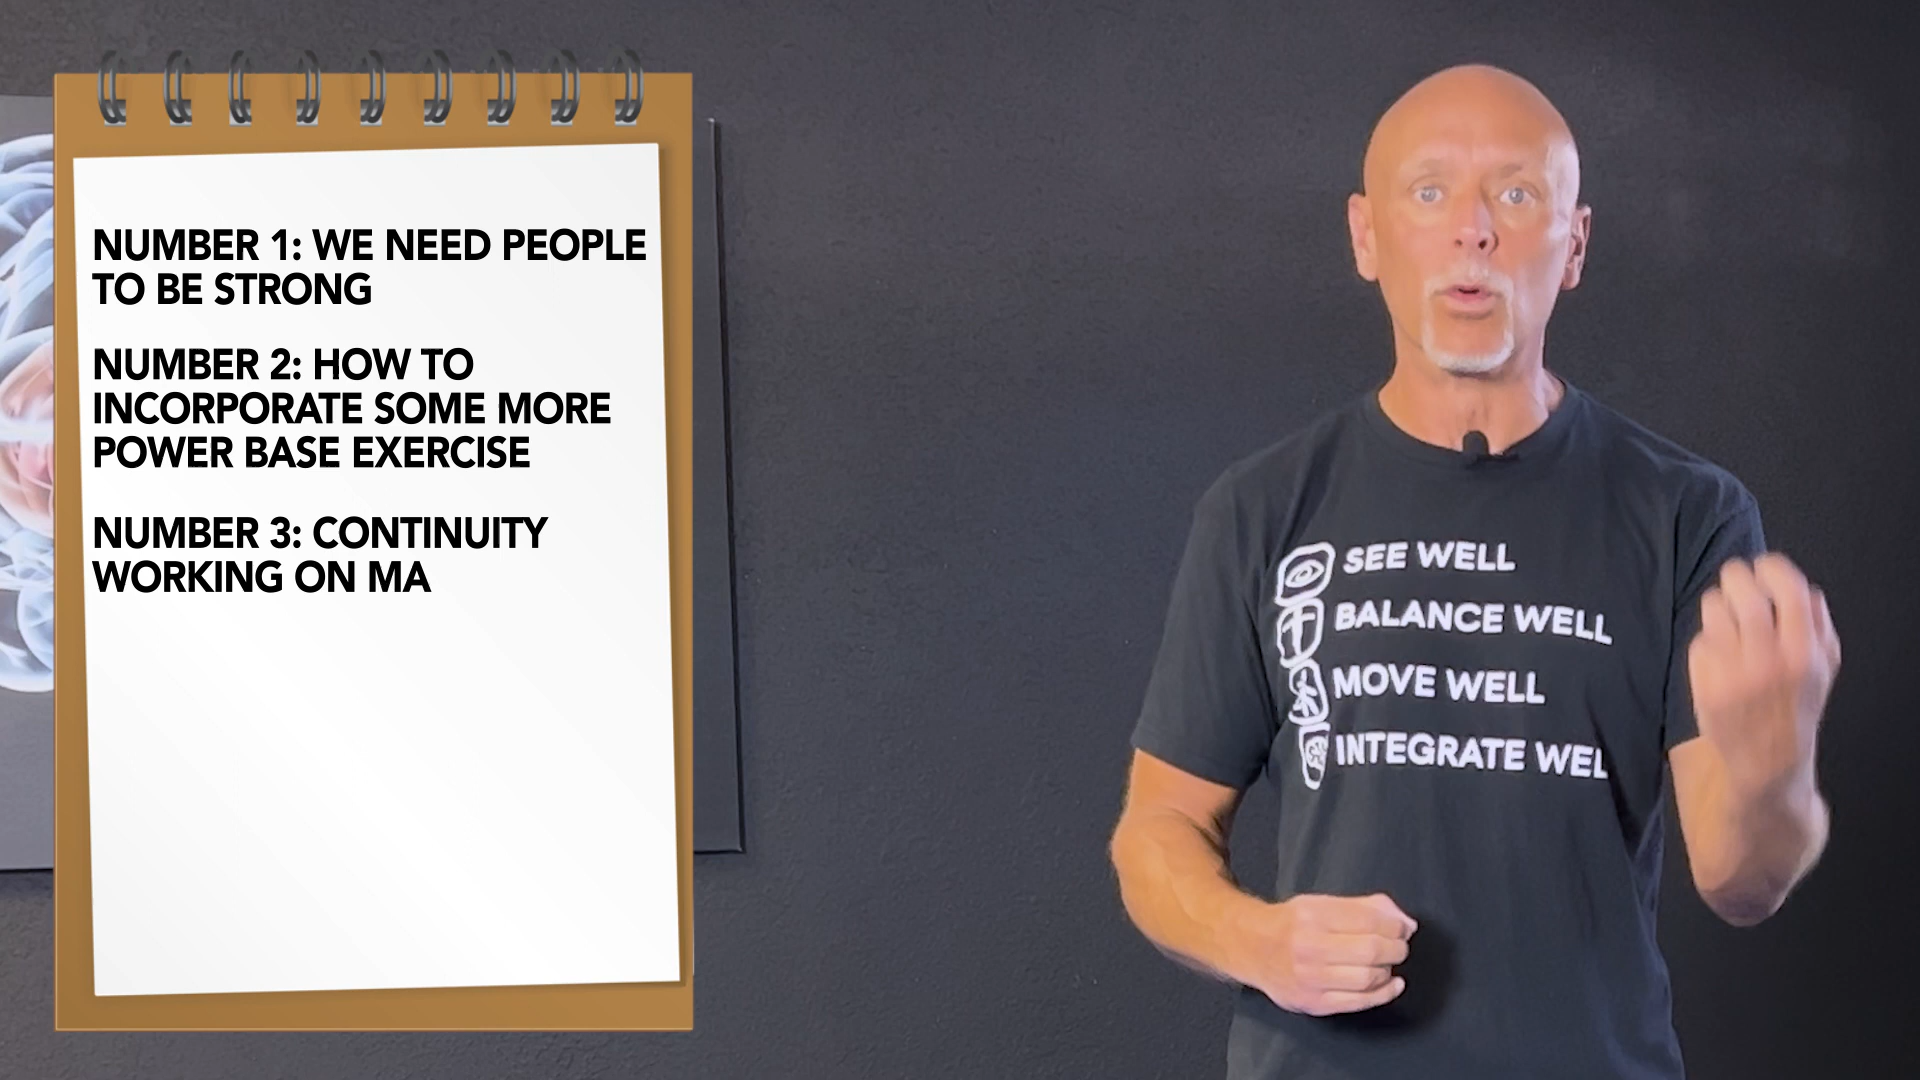 NUMBER 1: WE NEED PEOPLE
TO BE STRONG
NUMBER 2: HOW TO
INCORPORATE SOME MORE
POWER BASE EXERCISE
NUMBER 3: CONTINUITY
WORKING ON MA
SEE WELL
BALANCE WELL
MOVE WELL
INTEGRATE WEL